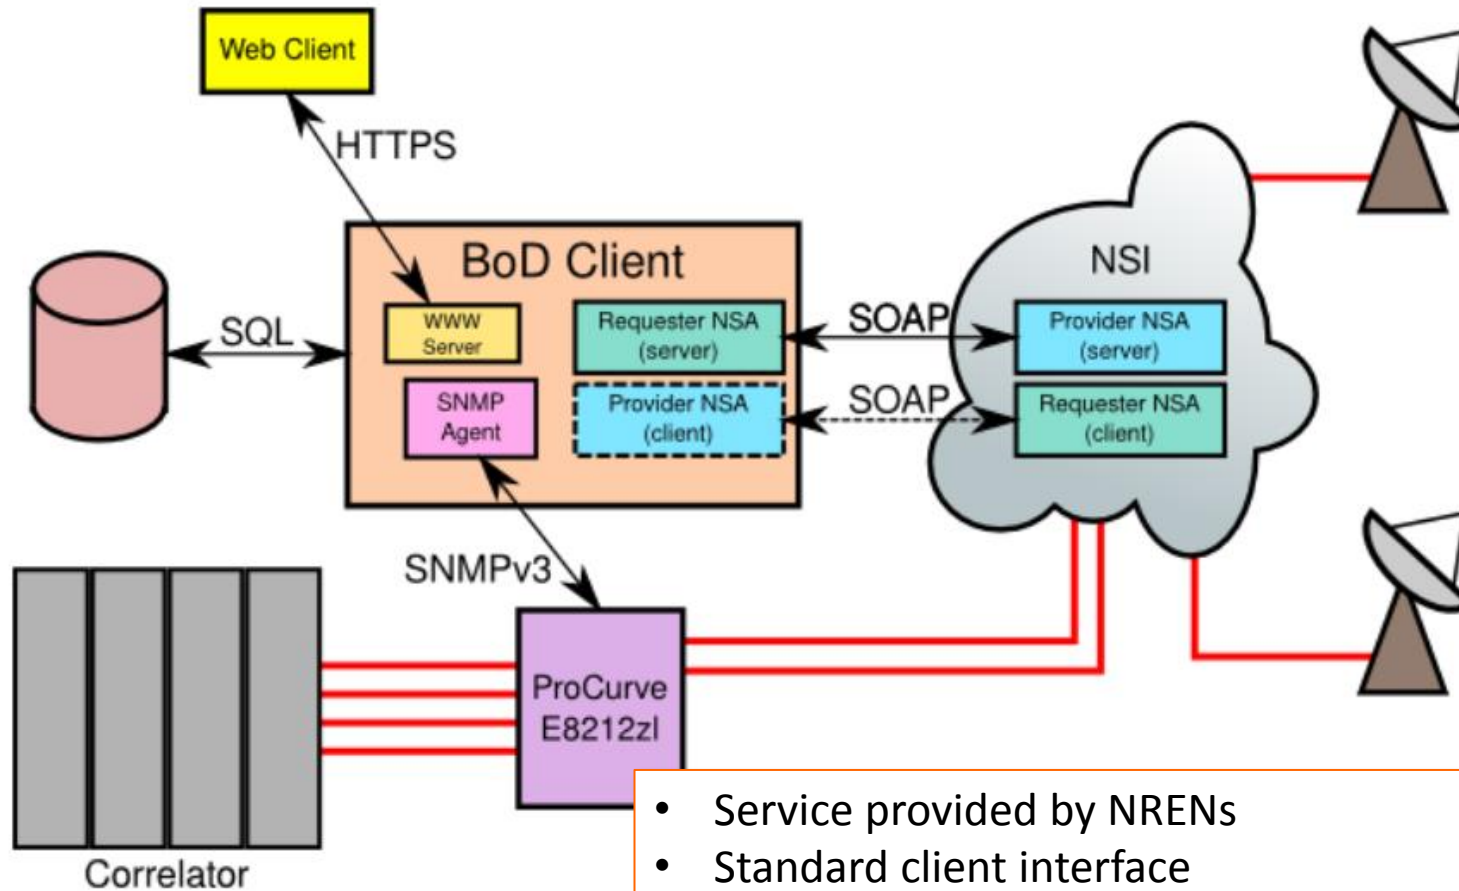 Web Client
HTTPS
BoD Client
NSI
WWW
Server
Requester NSA
(server)
SOAP
Provider NSA
(server)
SQL
SNMP
Agent
Provider NSA
(client)
SOAP
Requester NSA
(client)
SNMPv3
ProCurve
E8212zl
Correlator
• Service provided by NRENs
• Standard client interface